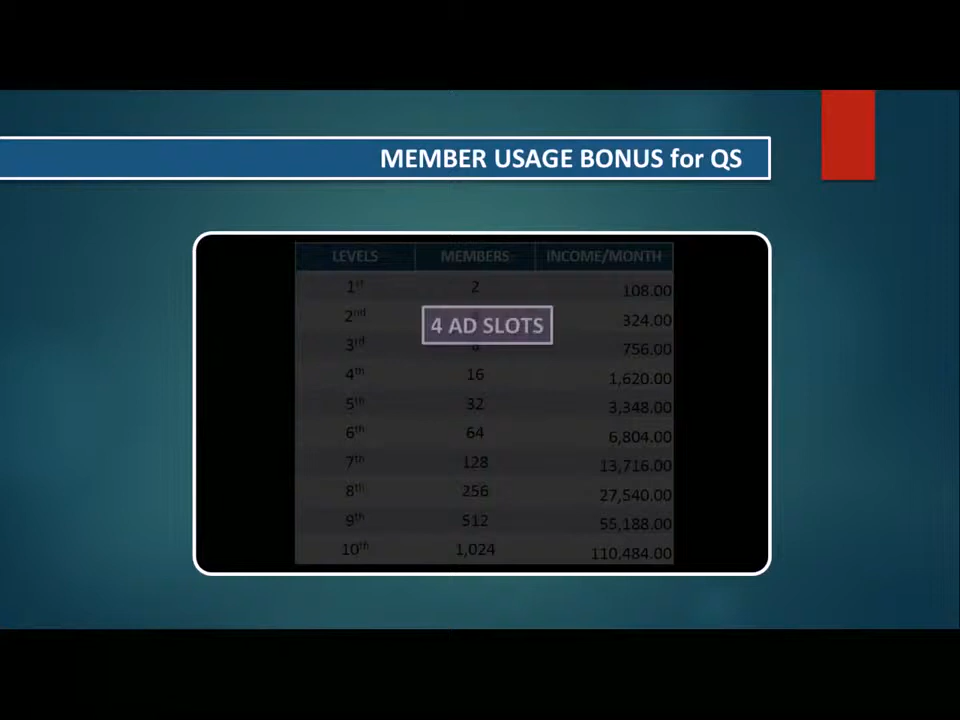 MEMBER USAGE BONUS for QS
LEVELS MEMBERS INCOME/MONTH
1st 2 108.00
2nd 324.00
4 AD SLOTS
3rd 8 756.00
4th 16 1,620.00
5th 32 3,348.00
6th 64 6,804.00
7th 128 13,716.00
8th 256 27,540.00
9th 512 55,188.00
10th 1,024 110,484.00